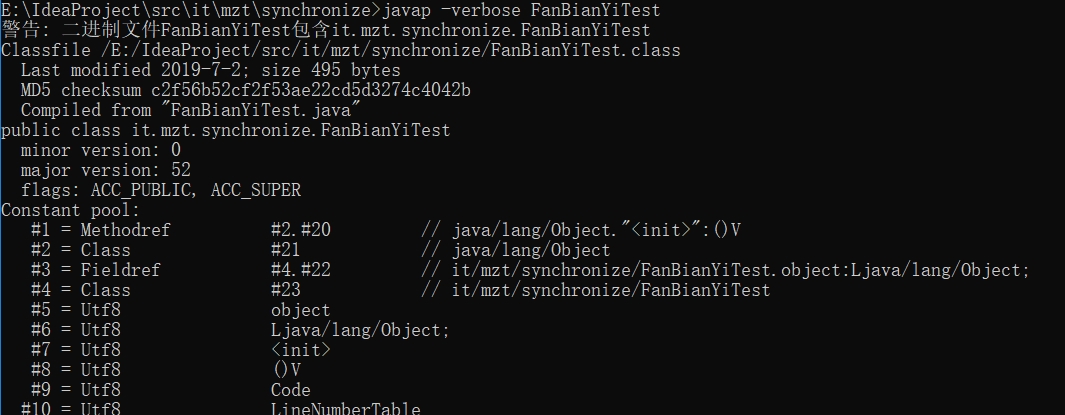 E:\IdeaProject\src\it\mzt\synchronize>javap -verbose FanBianYiTest
警告: 二进制文件FanBianYiTest包含it.mzt.synchronize.FanBianYiTest
Classfile /E:/IdeaProject/src/it/mzt/synchronize/FanBianYiTest.class
  Last modified 2019-7-2; size 495 bytes
  MD5 checksum c2f56b52cf2f53ae22cd5d3274c4042b
  Compiled from "FanBianYiTest.java"
public class it.mzt.synchronize.FanBianYiTest
  minor version: 0
  major version: 52
  flags: ACC_PUBLIC, ACC_SUPER
Constant pool:
   #1 = Methodref          #2.#20         // java/lang/Object."<init>":()V
   #2 = Class              #21            // java/lang/Object
   #3 = Fieldref           #4.#22         // it/mzt/synchronize/FanBianYiTest.object:Ljava/lang/Object;
   #4 = Class              #23            // it/mzt/synchronize/FanBianYiTest
   #5 = Utf8               object
   #6 = Utf8               Ljava/lang/Object;
   #7 = Utf8               <init>
   #8 = Utf8               ()V
   #9 = Utf8               Code
  #10 = Utf8               LineNumberTable